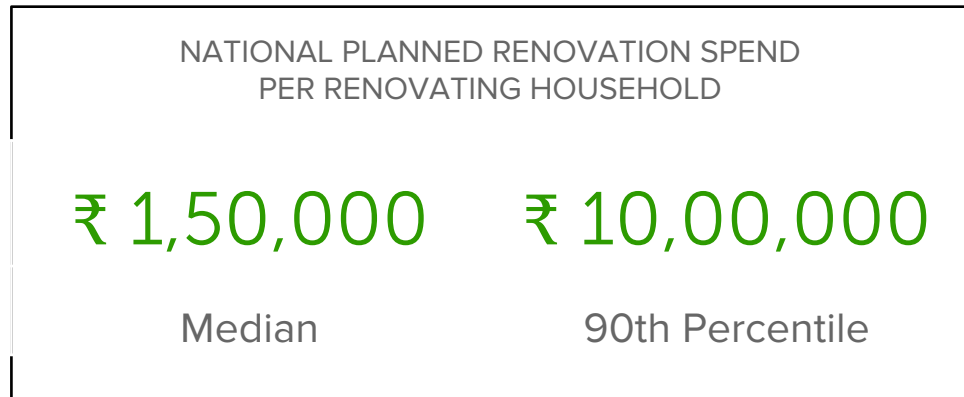 NATIONAL PLANNED RENOVATION SPEND
PER RENOVATING HOUSEHOLD
₹ 1,50,000 ₹ 10,00,000
Median 90th Percentile